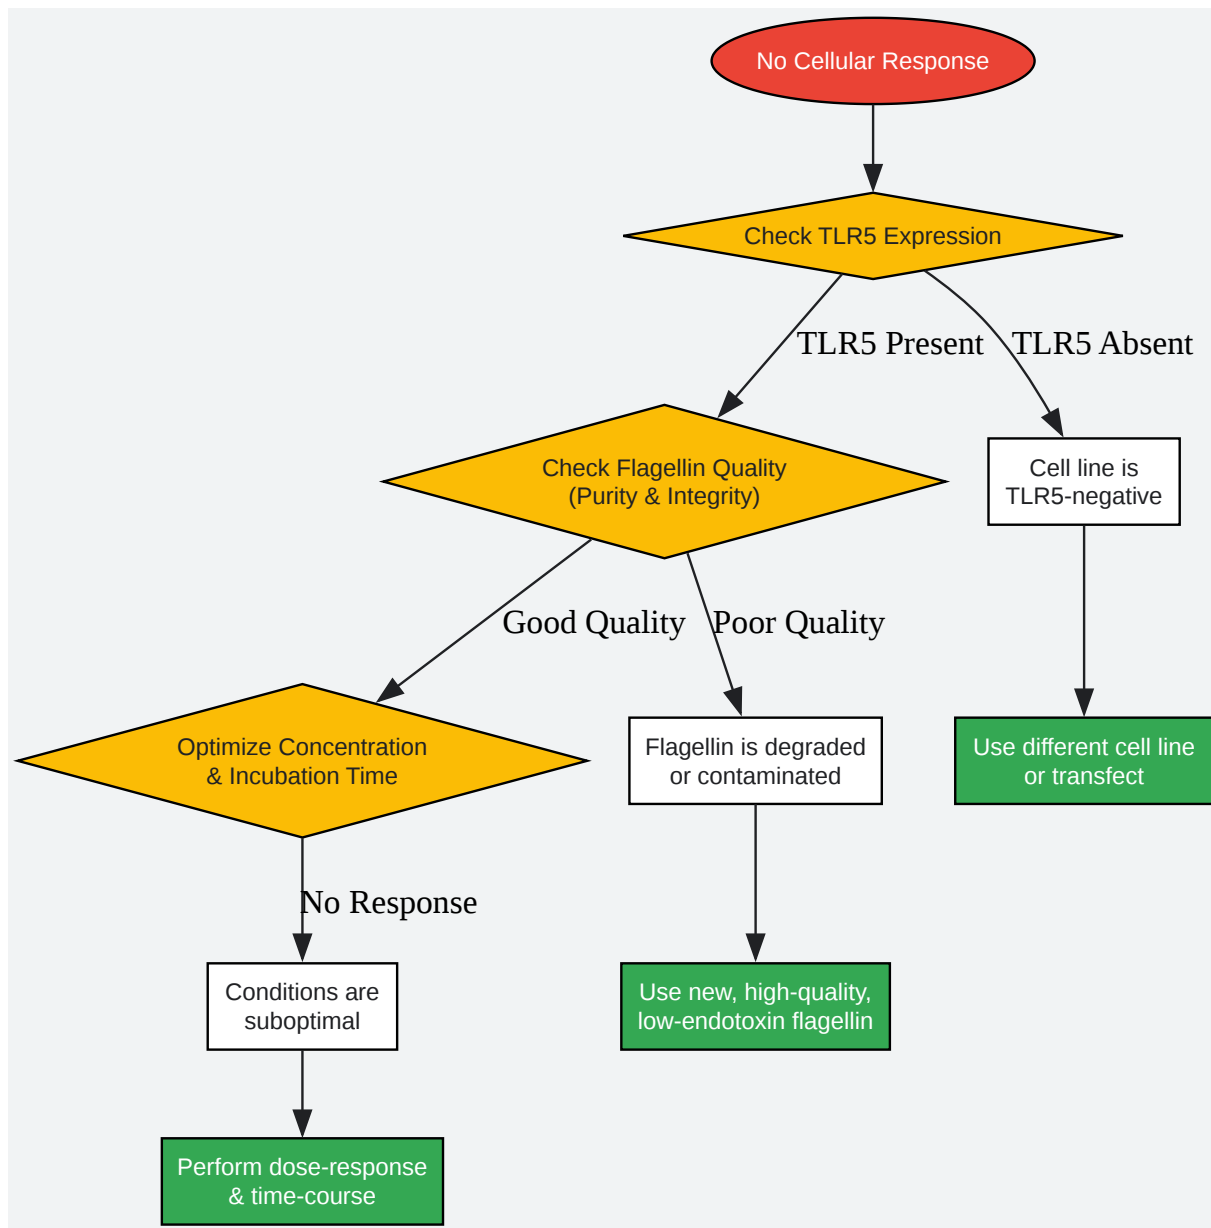 No Cellular Response
Check TLR5 Expression
TLR5 Present
TLR5 Absent
Check Flagellin Quality
(Purity & Integrity)
Cell line is
TLR5-negative
Good Quality
Poor Quality
Optimize Concentration
& Incubation Time
Flagellin is degraded
or contaminated
Use different cell line
or transfect
No Response
Conditions are
suboptimal
Use new, high-quality,
low-endotoxin flagellin
Perform dose-response
& time-course